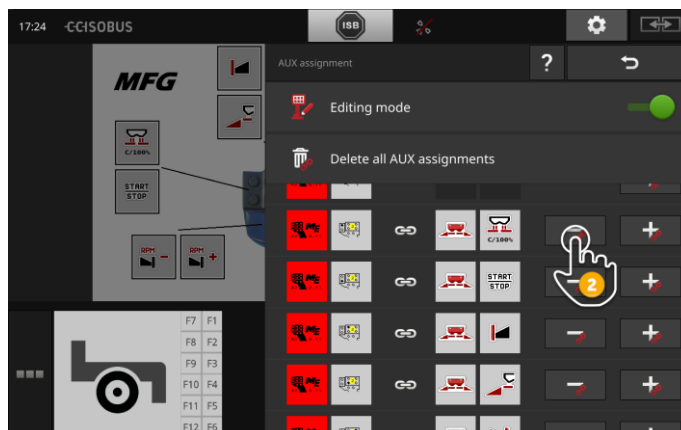 17:24 CCISOBUS
ISB
AUX assignment
?
MFG
Editing mode
C/100%
Delete all AUX assignments
START
STOP
C/100%
RPM
RPM
2
START
STOP
F7 F1
F8 F2
F9 F3
F10 F4
F11 F5
F12 F6